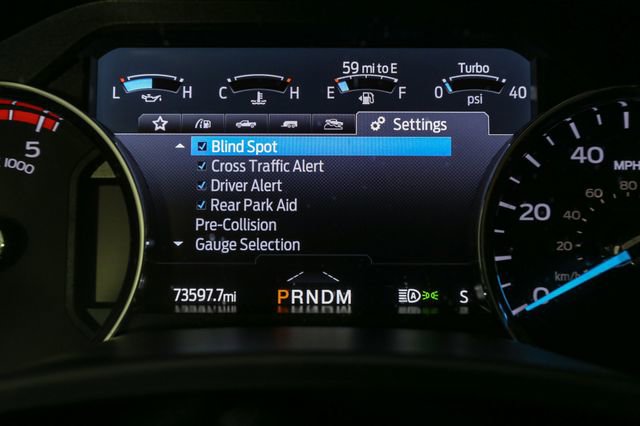 59 mi to E Turbo
L H C H E F 0 40
psi
Settings
Blind Spot
Cross Traffic Alert
Driver Alert
Rear Park Aid
Pre-Collision
Gauge Selection
73597.7mi PRNDM A S
5
1000
40 MPH
80
60
20 40
20
km/h
0